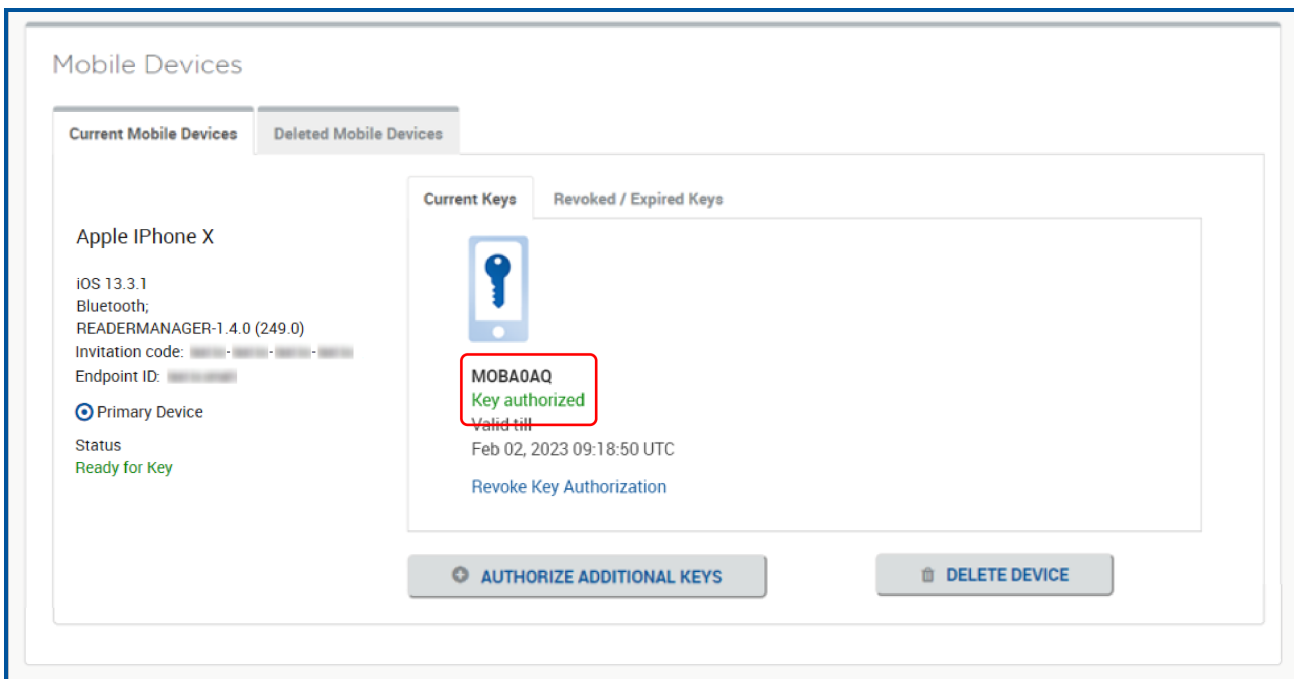 Mobile Devices
Current Mobile Devices
Deleted Mobile Devices
Apple IPhone X
iOS 13.3.1
Bluetooth;
READERMANAGER-1.4.0 (249.0)
Invitation code:
Endpoint ID:
Primary Device
Status
Ready for Key
Current Keys
Revoked / Expired Keys
MOBA0AQ
Key authorized
Valid till
Feb 02, 2023 09:18:50 UTC
Revoke Key Authorization
AUTHORIZE ADDITIONAL KEYS
DELETE DEVICE